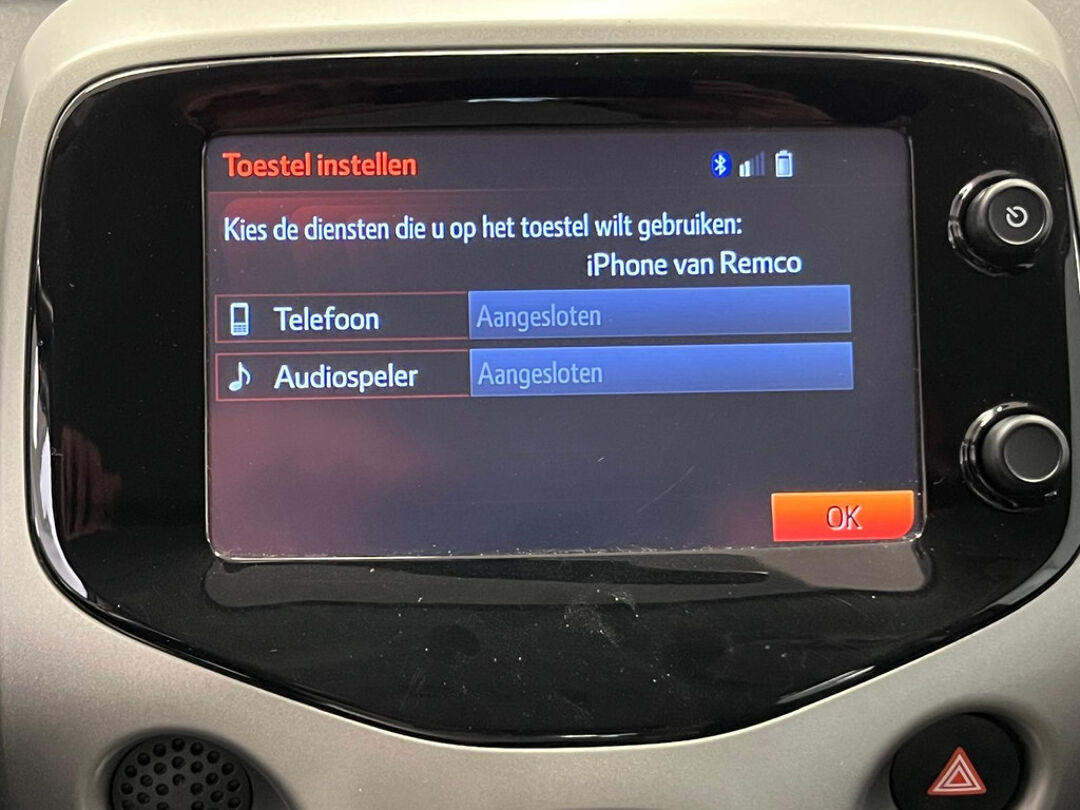 Toestel instellen
Kies de diensten die u op het toestel wilt gebruiken:
iPhone van Remco
Telefoon Aangesloten
Audiospeler Aangesloten
OK